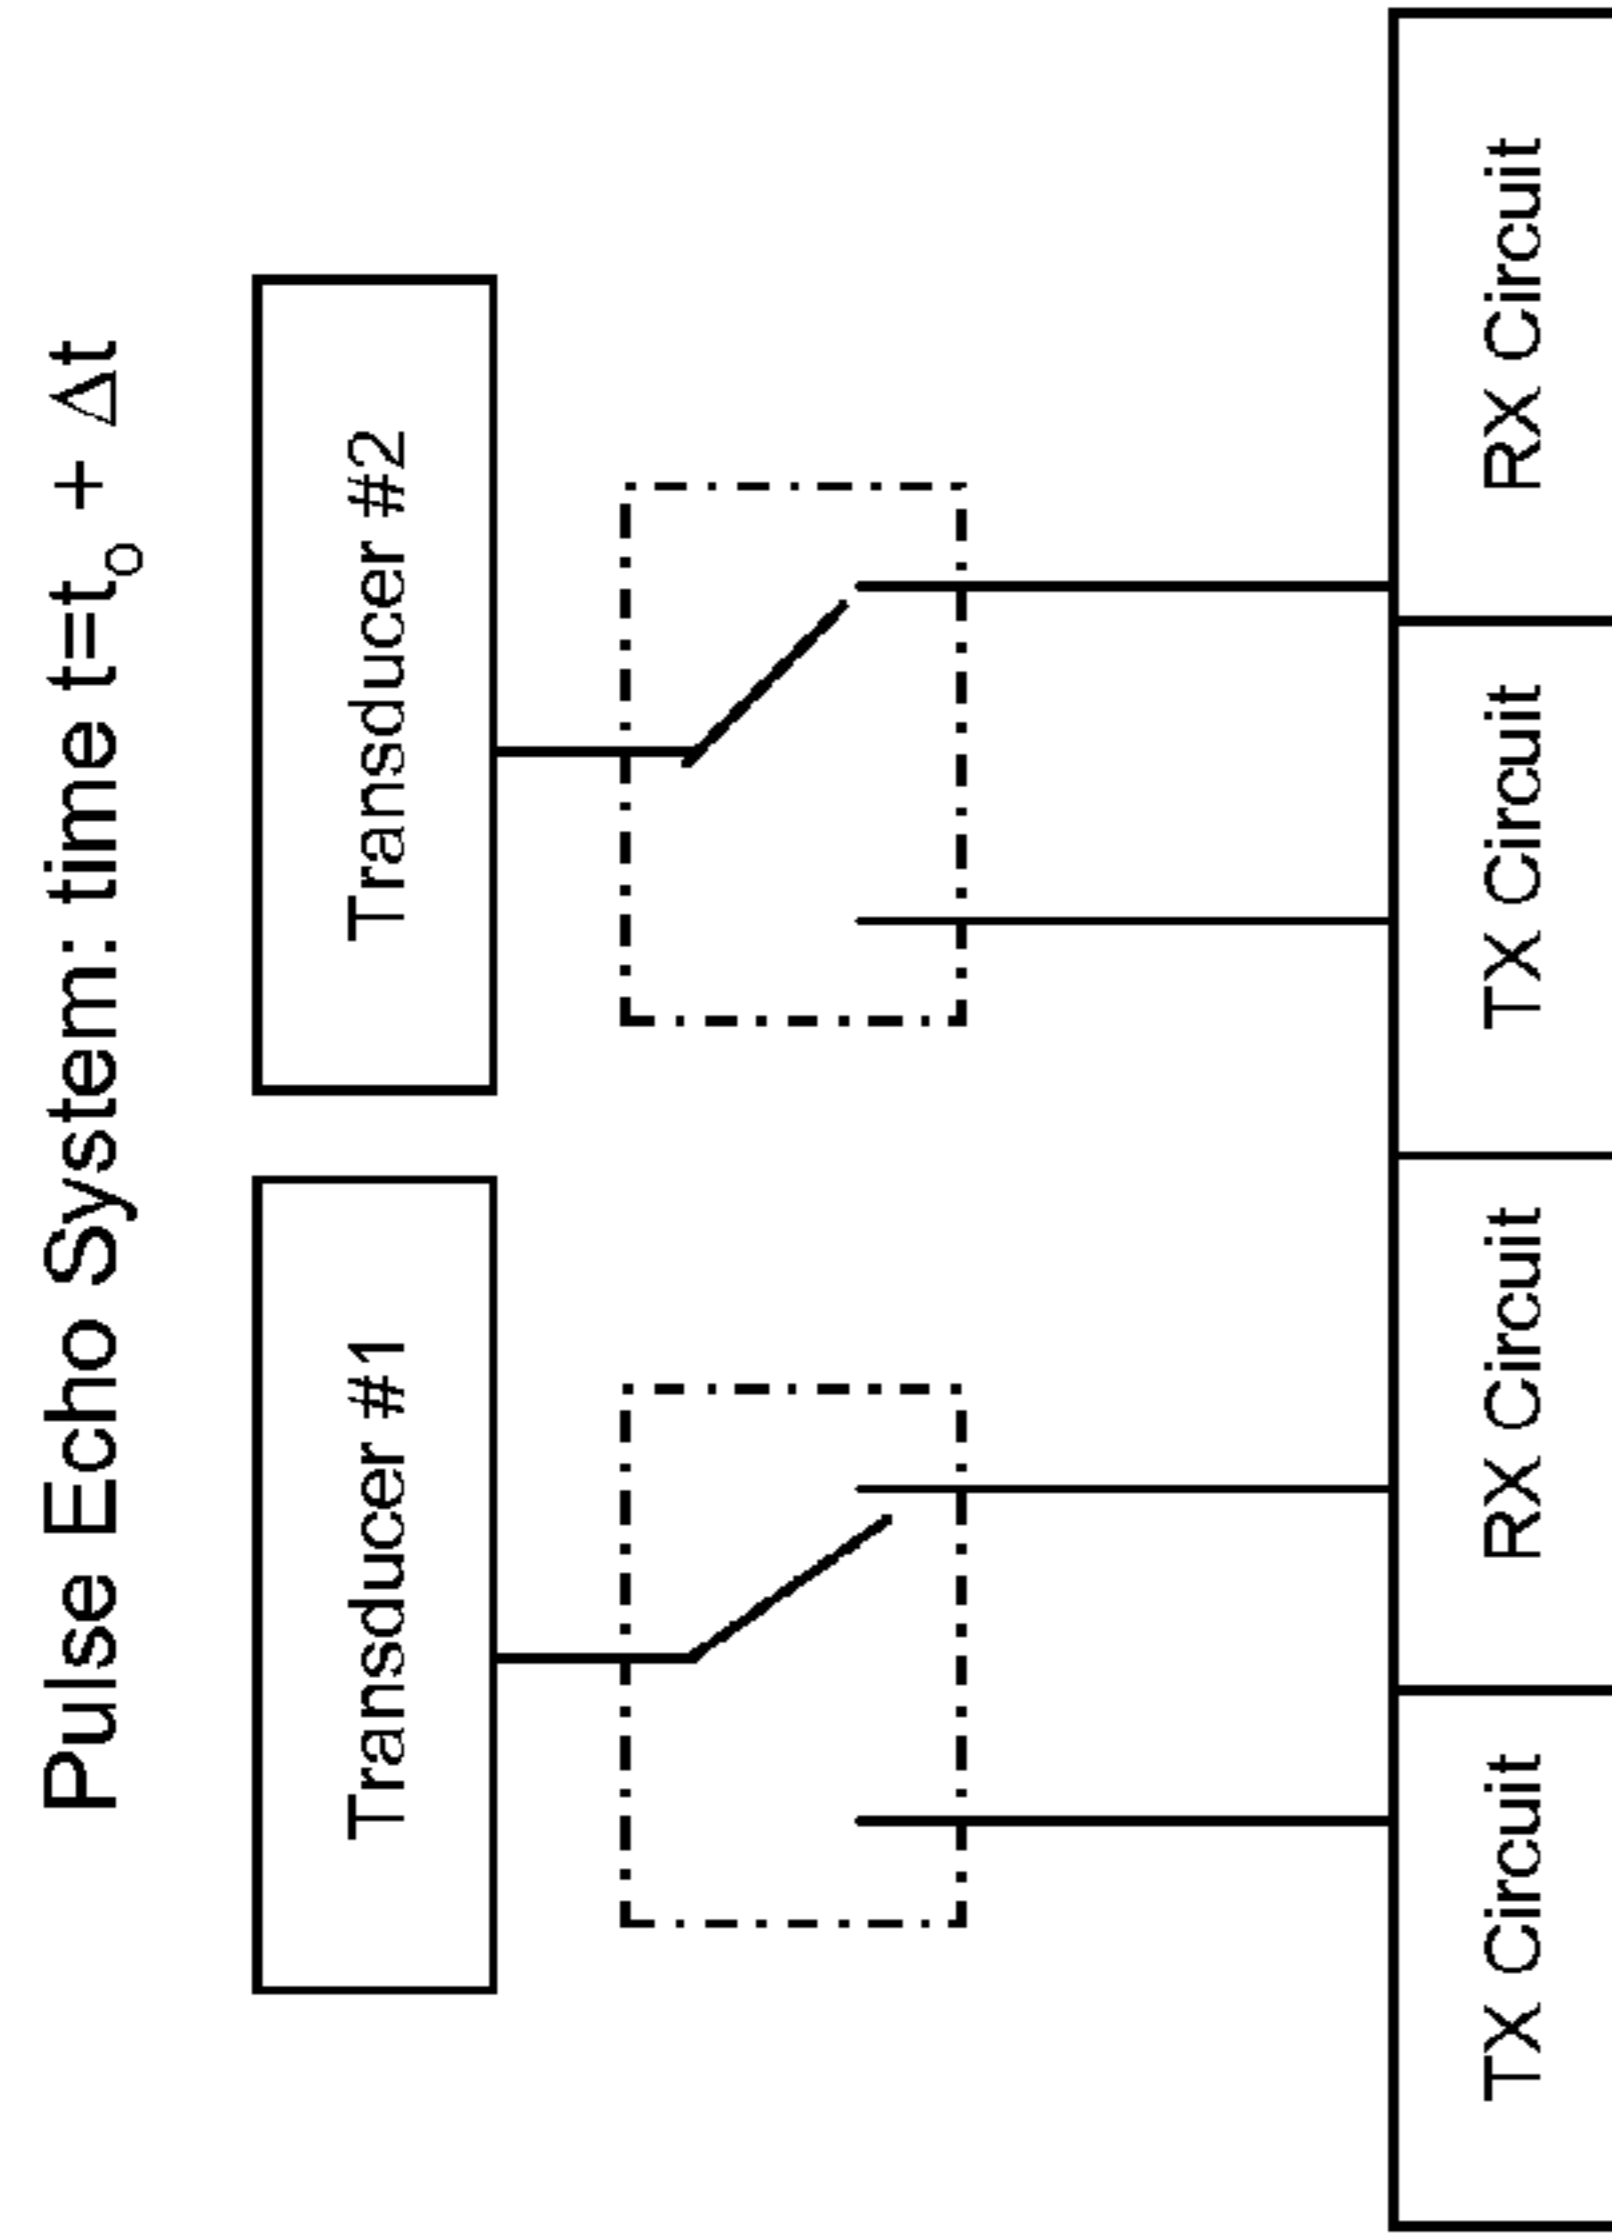 Pulse Echo System: time t=to + Δt
Transducer #1
Transducer #2
TX Circuit
RX Circuit
TX Circuit
RX Circuit